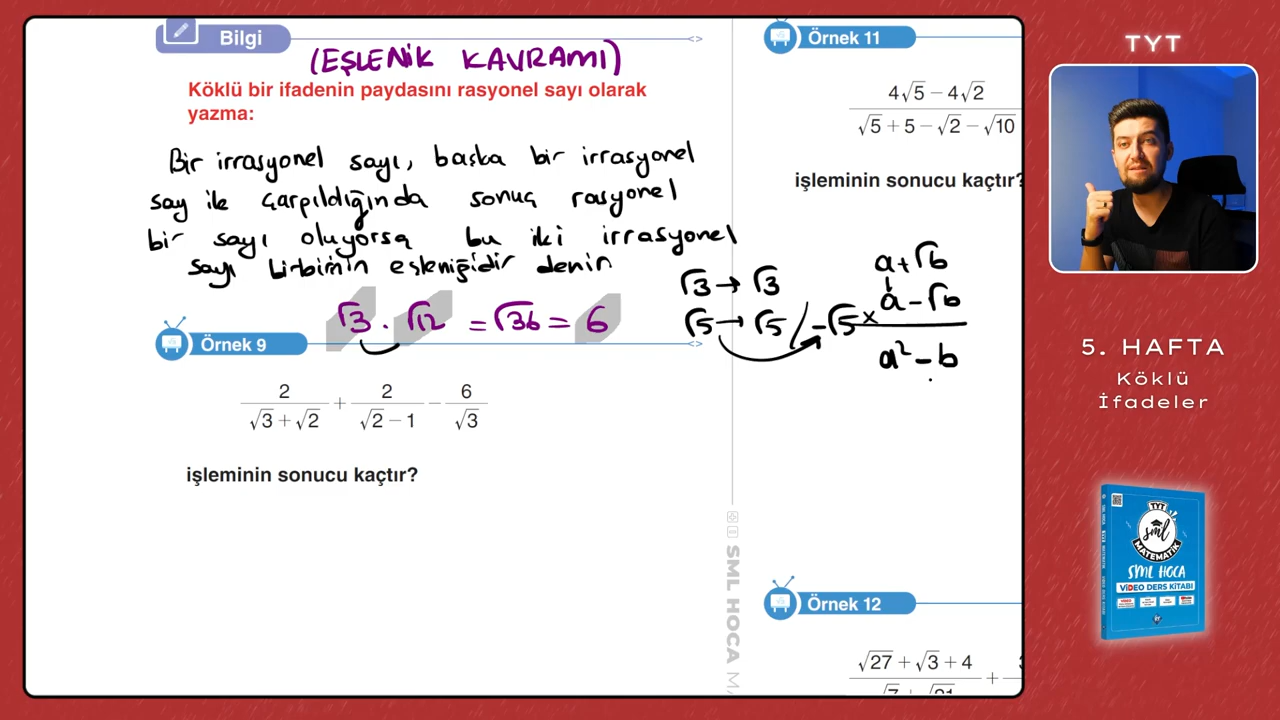 Bilgi
(EŞLENİK KAVRAMI)
Köklü bir ifadenin paydasını rasyonel sayı olarak
yazma:
Bir irrasyonel sayı, başka bir irrasyonel
sayı ile çarpıldığında sonuç rasyonel
bir sayı oluyorsa bu iki irrasyonel
sayı birbirinin eşleniğidir denir
√3 . √12 = √36 = 6
√3 → √3
√5 → √5 / -√5
a + √b
x a - √b
a² - b
Örnek 9
2/(√3 + √2) + 2/(√2 - 1) - 6/√3
işleminin sonucu kaçtır?
Örnek 11
(4√5 - 4√2)/(√5 + 5 - √2 - √10)
işleminin sonucu kaçtır?
Örnek 12
√27 + √3 + 4
SML HOCA
TYT
5. HAFTA
Köklü
İfadeler
TYT
sml
MATEMATİK
SML HOCA
VİDEO DERS KİTABI